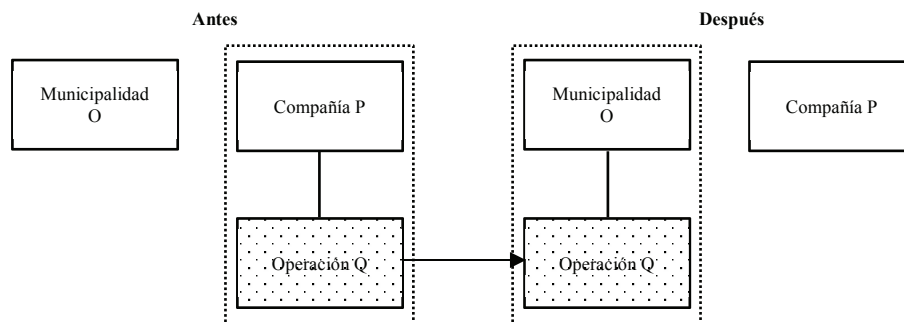 Antes
Después
Municipalidad
O
Compañía P
Municipalidad
O
Compañía P
Operación Q
Operación Q